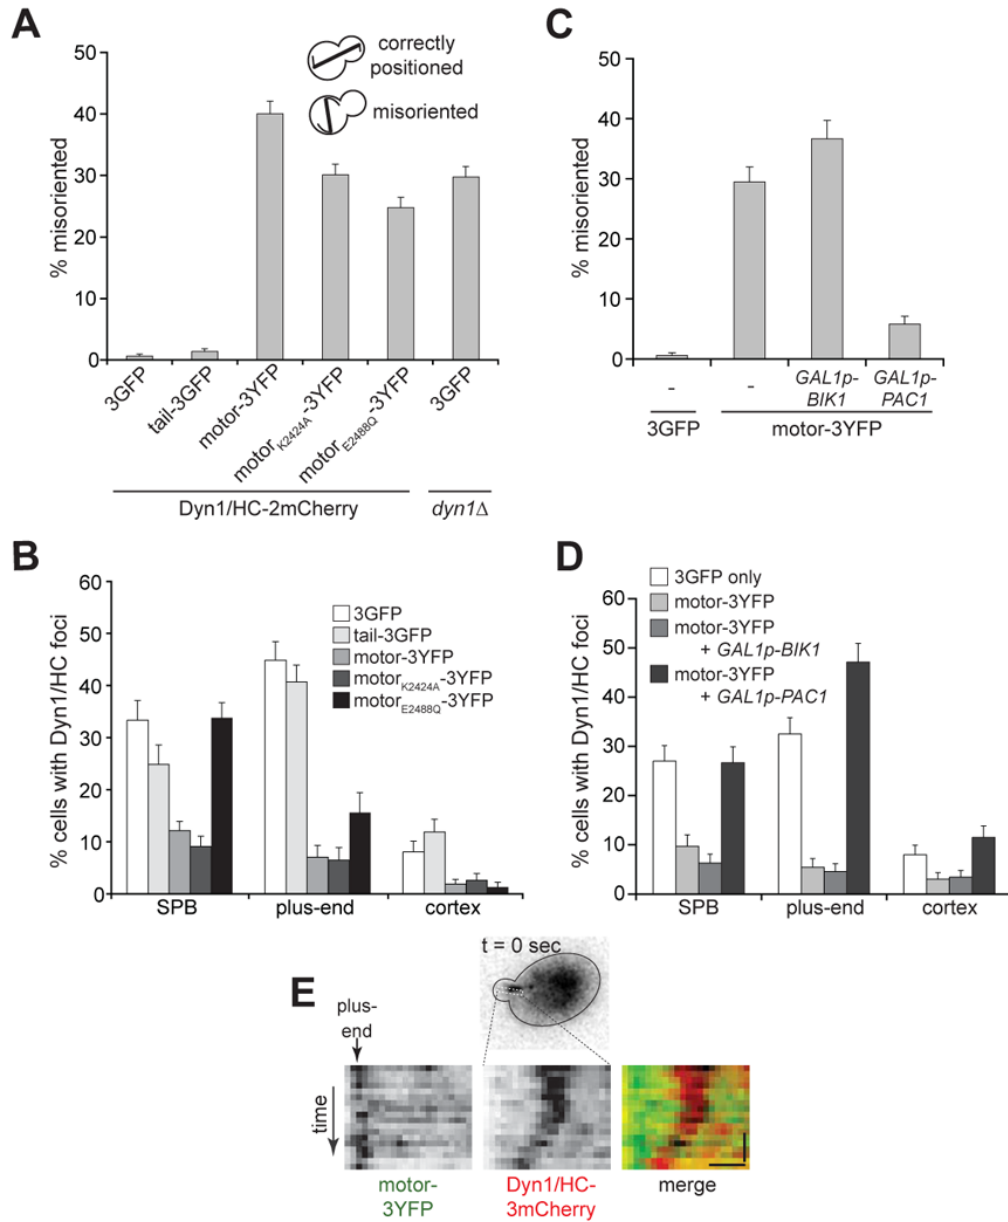 A
% misoriented
50
40
30
20
10
0
correctly
positioned
misoriented
3GFP
tail-3GFP
motor-3YFP
motorK2424A-3YFP
motorE2488Q-3YFP
3GFP
Dyn1/HC-2mCherry
dyn1Δ
C
% misoriented
50
40
30
20
10
0
-
-
GAL1p-
BIK1
GAL1p-
PAC1
3GFP
motor-3YFP
B
% cells with Dyn1/HC foci
60
50
40
30
20
10
0
3GFP
tail-3GFP
motor-3YFP
motorK2424A-3YFP
motorE2488Q-3YFP
SPB
plus-end
cortex
D
% cells with Dyn1/HC foci
60
50
40
30
20
10
0
3GFP only
motor-3YFP
motor-3YFP
+ GAL1p-BIK1
motor-3YFP
+ GAL1p-PAC1
SPB
plus-end
cortex
E
t = 0 sec
plus-
end
time
motor-
3YFP
Dyn1/HC-
3mCherry
merge